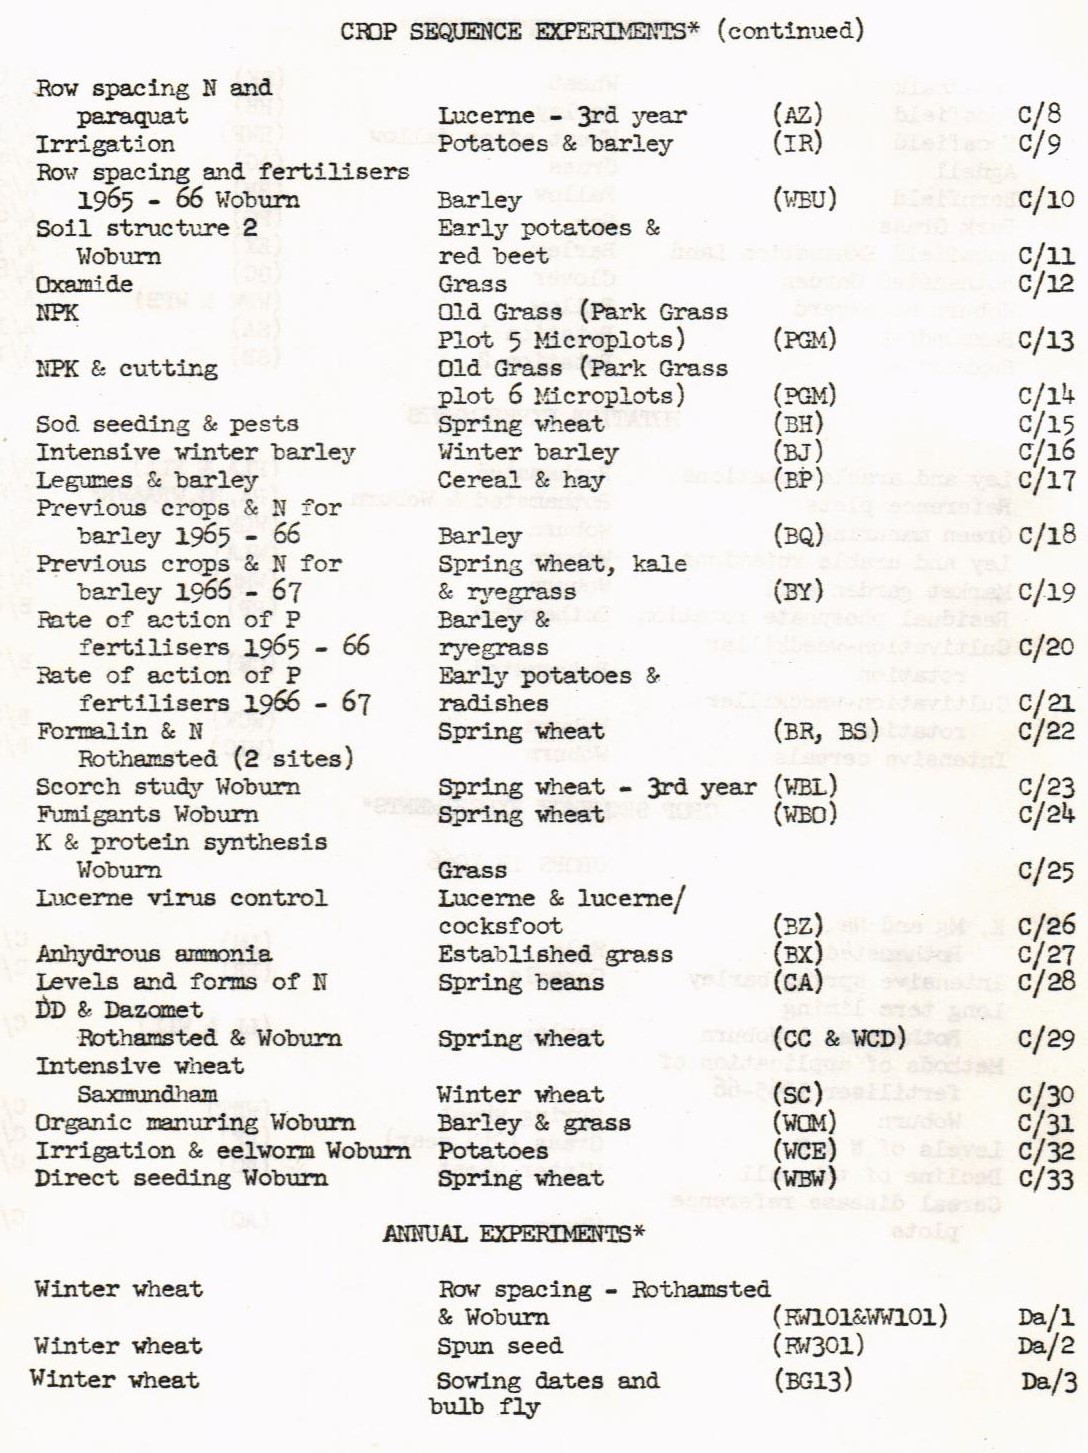 CROP SEQUENCE EXPERIMENTS* (continued)
Row spacing N and
paraquat Lucerne - 3rd year (AZ) C/8
Irrigation Potatoes & barley (IR) C/9
Row spacing and fertilisers
1965 - 66 Woburn Barley (WBU) C/10
Soil structure 2 Early potatoes &
Woburn red beet C/11
Oxamide Grass C/12
NPK Old Grass (Park Grass
Plot 5 Microplots) (PGM) C/13
NPK & cutting Old Grass (Park Grass
plot 6 Microplots) (PGM) C/14
Sod seeding & pests Spring wheat (BH) C/15
Intensive winter barley Winter barley (BJ) C/16
Legumes & barley Cereal & hay (BP) C/17
Previous crops & N for
barley 1965 - 66 Barley (BQ) C/18
Previous crops & N for Spring wheat, kale
barley 1966 - 67 & ryegrass (BY) C/19
Rate of action of P Barley &
fertilisers 1965 - 66 ryegrass C/20
Rate of action of P Early potatoes &
fertilisers 1966 - 67 radishes C/21
Formalin & N Spring wheat (BR, BS) C/22
Rothamsted (2 sites)
Scorch study Woburn Spring wheat - 3rd year (WBL) C/23
Fumigants Woburn Spring wheat (WBO) C/24
K & protein synthesis
Woburn Grass C/25
Lucerne virus control Lucerne & lucerne/
cocksfoot (BZ) C/26
Anhydrous ammonia Established grass (BX) C/27
Levels and forms of N Spring beans (CA) C/28
DD & Dazomet
Rothamsted & Woburn Spring wheat (CC & WCD) C/29
Intensive wheat
Saxmundham Winter wheat (SC) C/30
Organic manuring Woburn Barley & grass (WOM) C/31
Irrigation & eelworm Woburn Potatoes (WCE) C/32
Direct seeding Woburn Spring wheat (WBW) C/33
ANNUAL EXPERIMENTS*
Winter wheat Row spacing - Rothamsted
& Woburn (RW101&WW101) Da/1
Winter wheat Spun seed (RW301) Da/2
Winter wheat Sowing dates and (BG13) Da/3
bulb fly